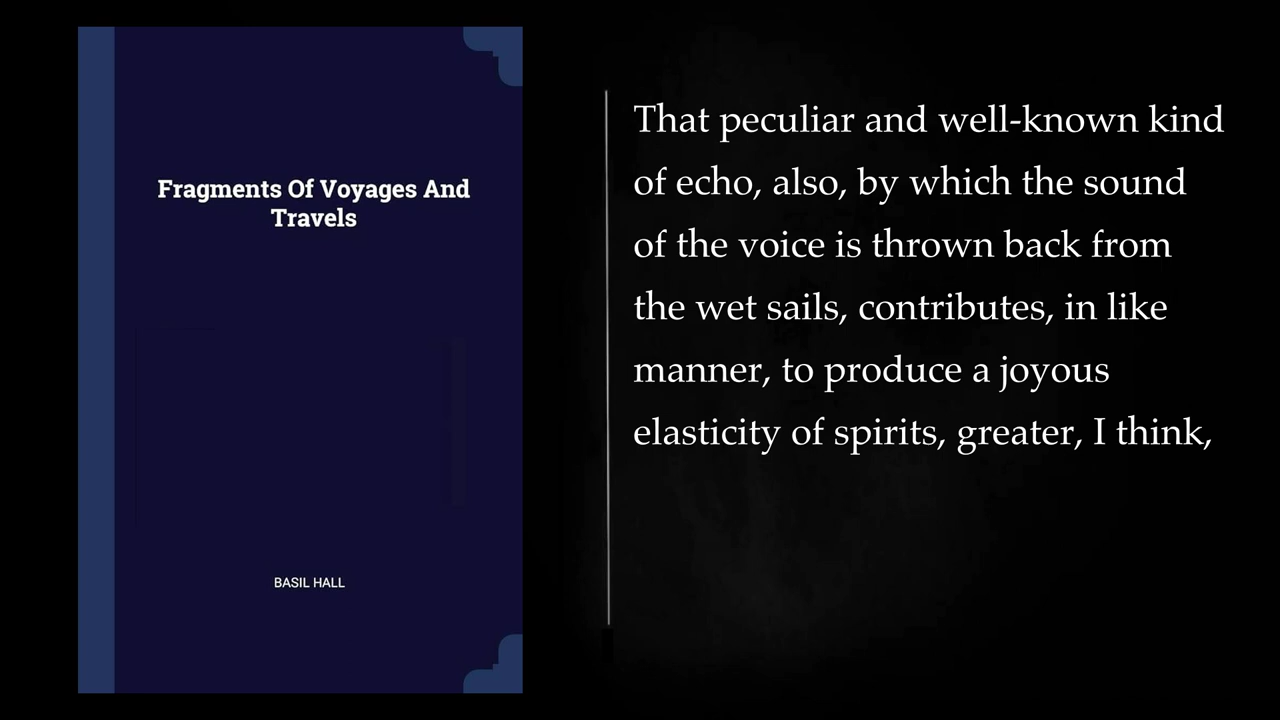 Fragments Of Voyages And
Travels
BASIL HALL
That peculiar and well-known kind
of echo, also, by which the sound
of the voice is thrown back from
the wet sails, contributes, in like
manner, to produce a joyous
elasticity of spirits, greater, I think,